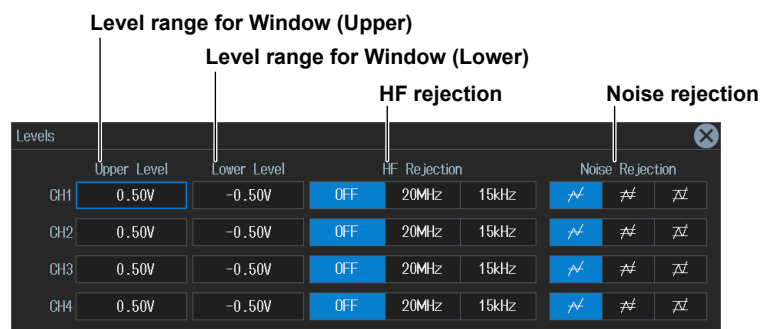 Level range for Window (Upper)
Level range for Window (Lower)
HF rejection Noise rejection
Levels
Upper Level Lower Level HF Rejection Noise Rejection
CH1 0.50V -0.50V OFF 20MHz 15kHz
CH2 0.50V -0.50V OFF 20MHz 15kHz
CH3 0.50V -0.50V OFF 20MHz 15kHz
CH4 0.50V -0.50V OFF 20MHz 15kHz